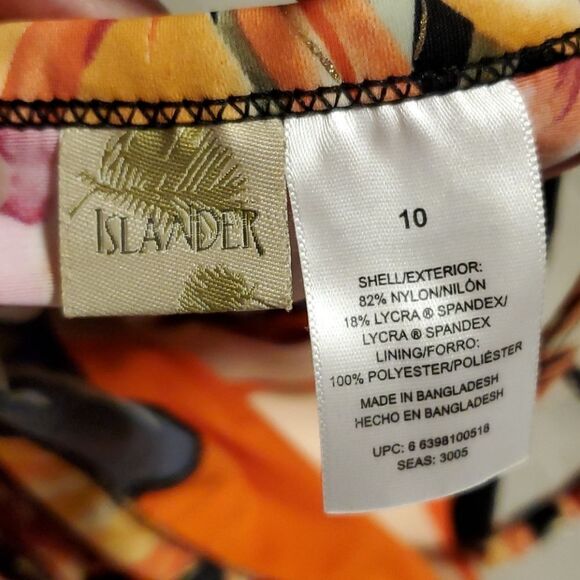 ISLANDER
10
SHELL/EXTERIOR:
82% NYLON/NILÓN
18% LYCRA ® SPANDEX/
LYCRA ® SPANDEX
LINING/FORRO:
100% POLYESTER/POLIÉSTER
MADE IN BANGLADESH
HECHO EN BANGLADESH
UPC: 6 6398100516
SEAS: 3005